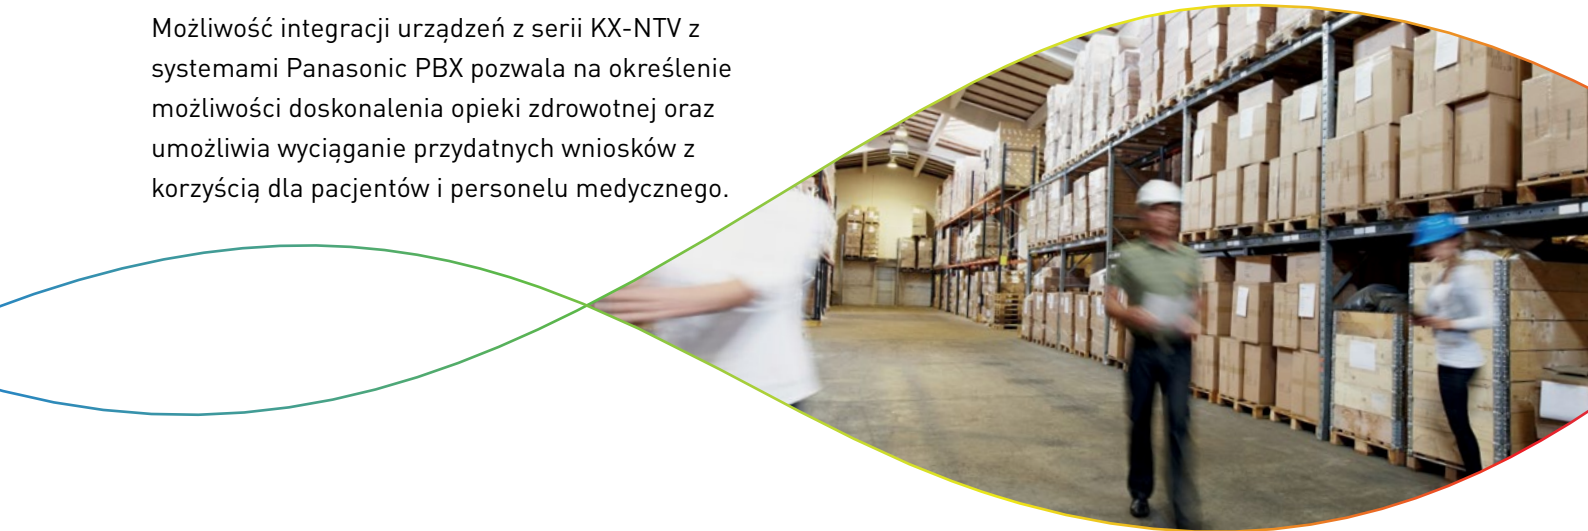 Możliwość integracji urządzeń z serii KX-NTV z
systemami Panasonic PBX pozwala na określenie
możliwości doskonalenia opieki zdrowotnej oraz
umożliwia wyciąganie przydatnych wniosków z
korzyścią dla pacjentów i personelu medycznego.